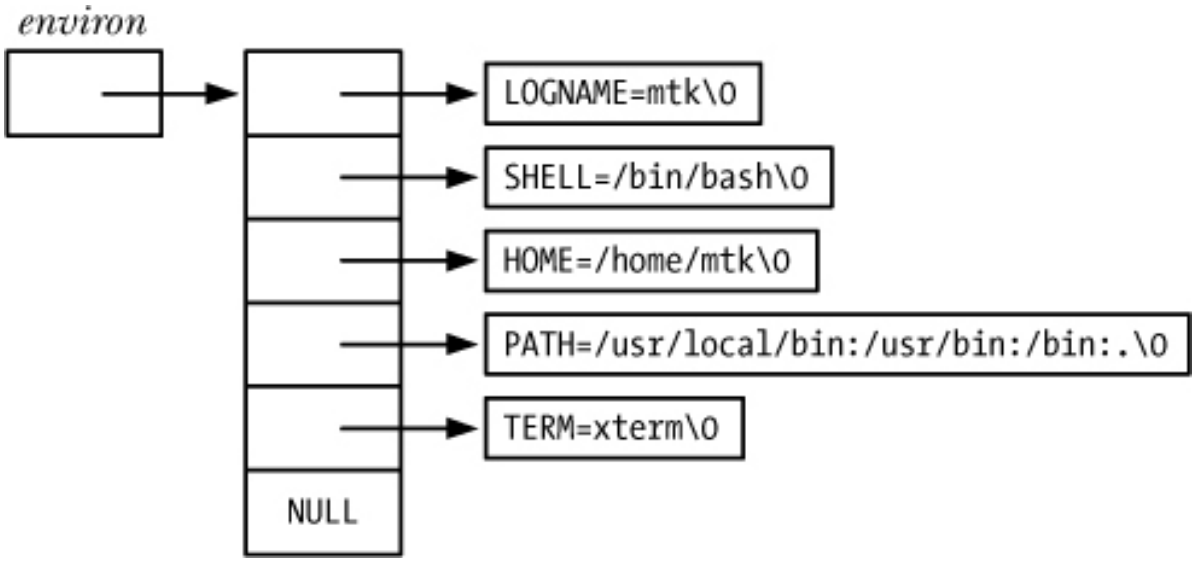 environ
LOGNAME=mtk\0
SHELL=/bin/bash\0
HOME=/home/mtk\0
PATH=/usr/local/bin:/usr/bin:/bin:.\0
TERM=xterm\0
NULL